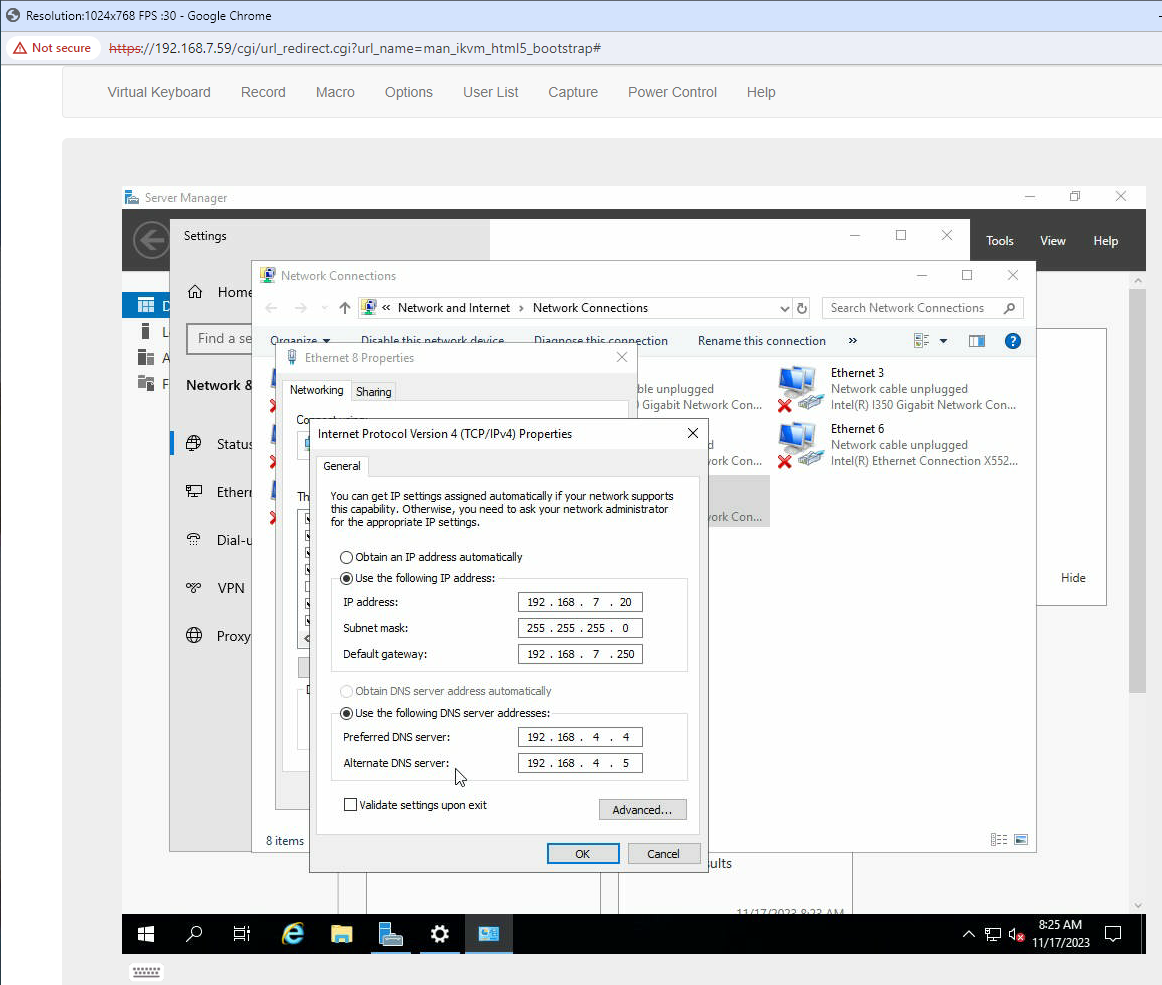 Resolution:1024x768 FPS :30 - Google Chrome
Not secure https://192.168.7.59/cgi/url_redirect.cgi?url_name=man_ikvm_html5_bootstrap#
Virtual Keyboard Record Macro Options User List Capture Power Control Help
Server Manager
Settings
Tools View Help
Network Connections
Home
Network and Internet > Network Connections
Search Network Connections
Find a se
Organize Disable this network device Diagnose this connection Rename this connection »
Ethernet 8 Properties
Ethernet 3
ble unplugged
Network cable unplugged
Gigabit Network Con...
Intel(R) I350 Gigabit Network Con...
Network &
Networking
Sharing
Ethernet 6
Network cable unplugged
work Con...
Intel(R) Ethernet Connection X552...
Internet Protocol Version 4 (TCP/IPv4) Properties
Status
General
Ethern
You can get IP settings assigned automatically if your network supports
this capability. Otherwise, you need to ask your network administrator
for the appropriate IP settings.
work Con...
Dial-u
Obtain an IP address automatically
Use the following IP address:
Hide
VPN
IP address: 192 . 168 . 7 . 20
Subnet mask: 255 . 255 . 255 . 0
Proxy
Default gateway: 192 . 168 . 7 . 250
Obtain DNS server address automatically
Use the following DNS server addresses:
Preferred DNS server: 192 . 168 . 4 . 4
Alternate DNS server: 192 . 168 . 4 . 5
Validate settings upon exit
Advanced...
8 items
OK Cancel
sults
11/17/2023 8:23 AM
8:25 AM
11/17/2023